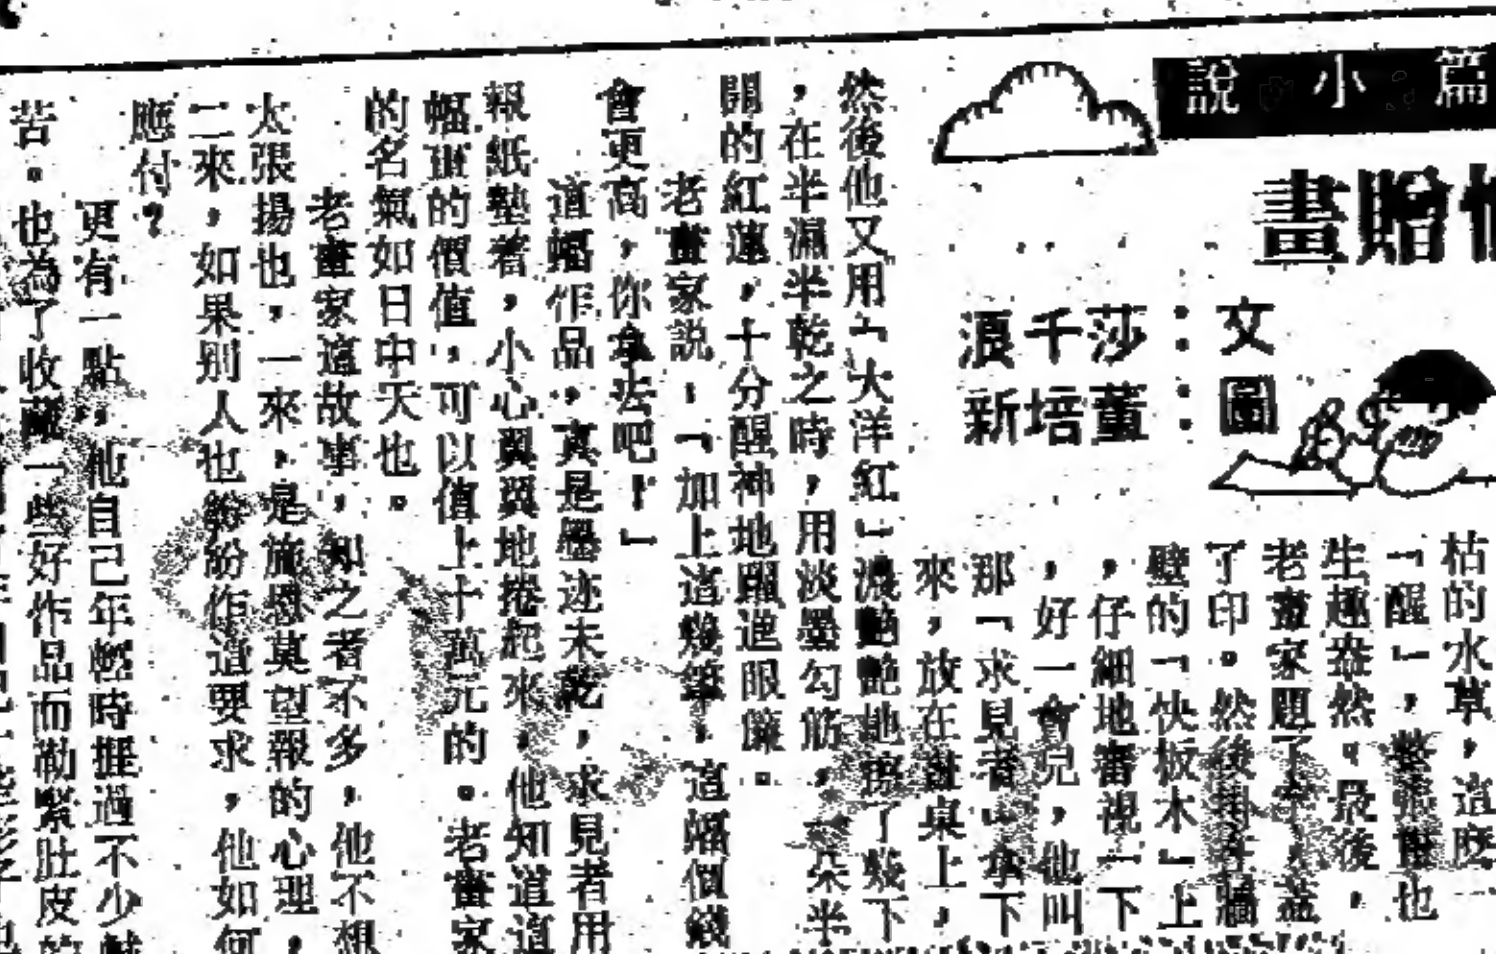 篇小說
贈畫
文：莎千浪
圖：董培新
枯的水草，這麼一
「醒」，整張畫也
生趣盎然。最後，
老畫家題了字，蓋
了印。然後掛在牆
壁的「快板木」上
，仔細地審視一下
，好一會兒，他叫
那「求見者」拿下
來，放在畫桌上，
然後他又用「大洋紅」濃艷艷地擦了幾下
，在半濕半乾之時，用淡墨勾筋，一朵半
開的紅蓮，十分醒神地躍進眼簾。
老畫家説：「加上這幾筆，這幅價錢
會更高，你拿去吧！」
這幅作品，真是墨迹未乾，求見者用
報紙墊着，小心翼翼地捲起來，他知道這
幅畫的價值，可以值上十萬元的。老畫家
的名氣如日中天也。
老畫家這故事，知之者不多，他不想
太張揚也，一來，是施恩莫望報的心理，
二來，如果别人也紛紛作這要求，他如何
應付？
更有一點，他自己年輕時捱過不少
苦。也為了收藏一些好作品而勒緊肚皮